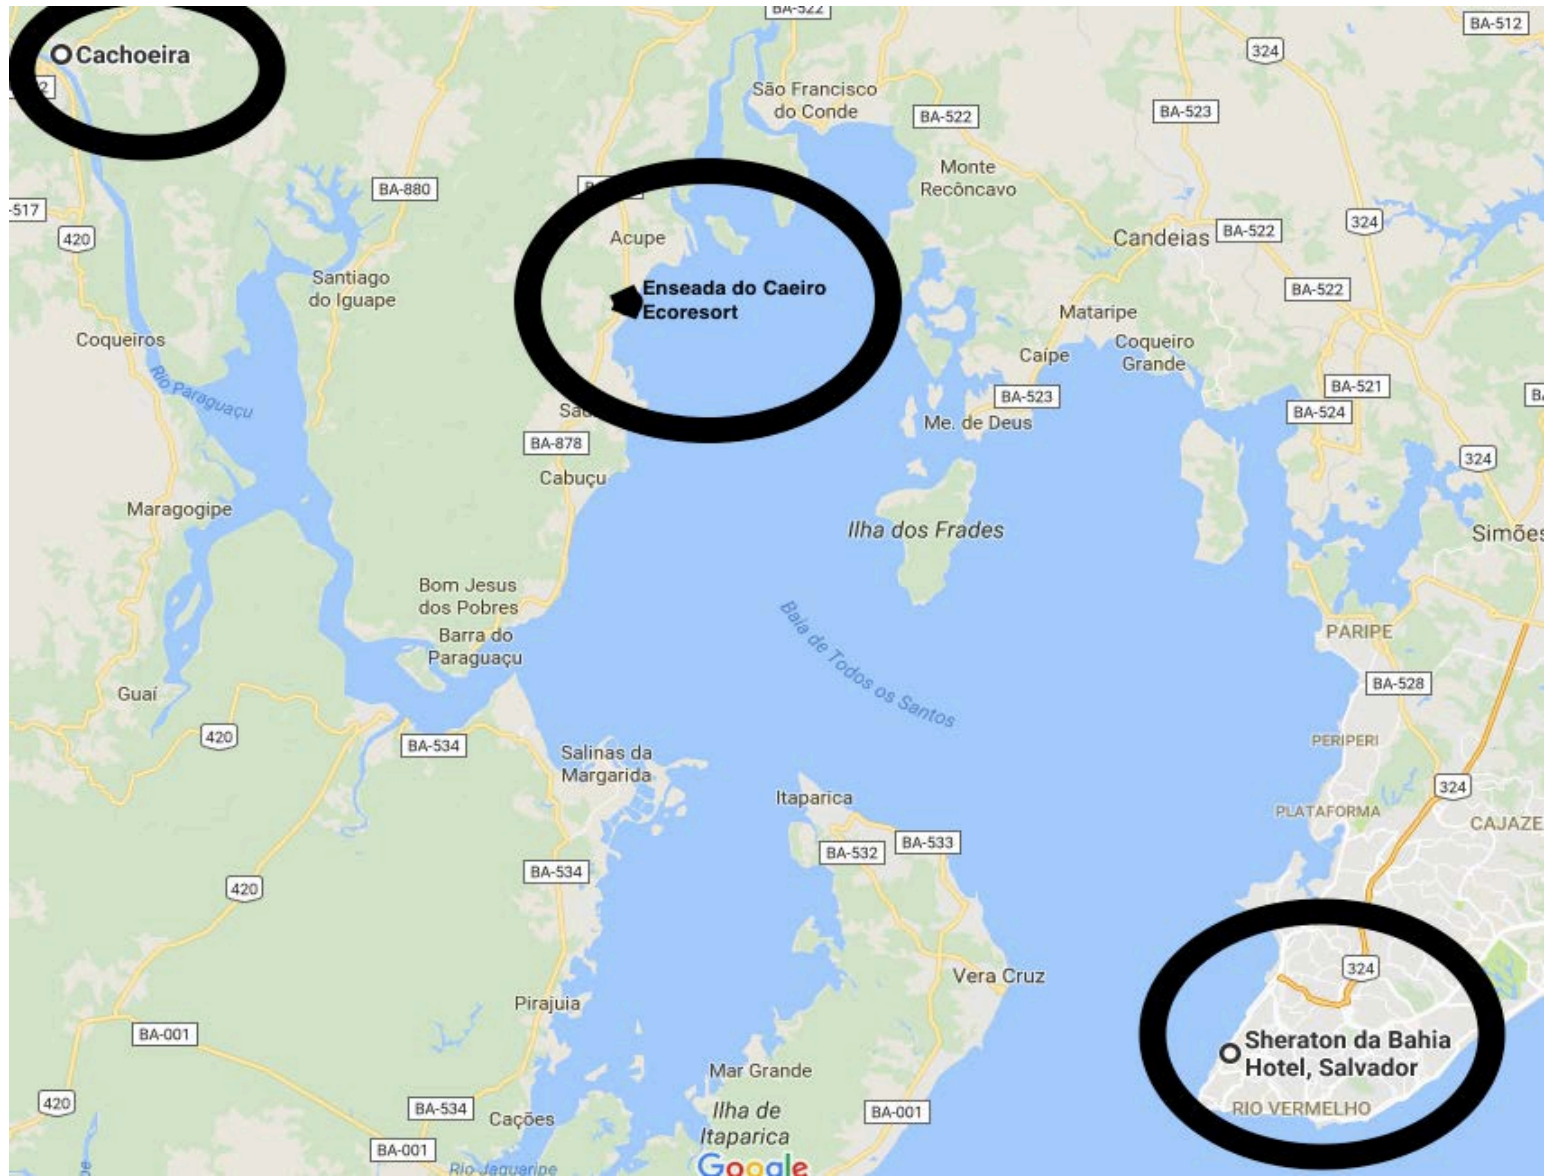 BA-522
BA-512
Cachoeira
324
São Francisco
do Conde
BA-522
BA-523
Monte
Recôncavo
BA-880
-517
420
Acupe
Candeias
BA-522
324
Santiago
do Iguape
Enseada do Caeiro
Ecoresort
BA-522
Mataripe
Coqueiros
Caípe
Coqueiro
Grande
Rio Paraguaçu
BA-523
BA-521
BA-524
Me. de Deus
BA-878
324
Cabuçu
Maragogipe
Ilha dos Frades
Simões
Bom Jesus
dos Pobres
Baia de Todos os Santos
Barra do
Paraguaçu
PARIPE
Guaí
BA-528
420
BA-534
PERIPERI
Salinas da
Margarida
324
Itaparica
PLATAFORMA
CAJAZE
BA-532
BA-533
BA-534
420
324
Vera Cruz
Pirajuia
BA-001
Sheraton da Bahia
Hotel, Salvador
Mar Grande
420
BA-534
Cações
Ilha de
Itaparica
BA-001
RIO VERMELHO
BA-001
Rio Jaguaripe
Google